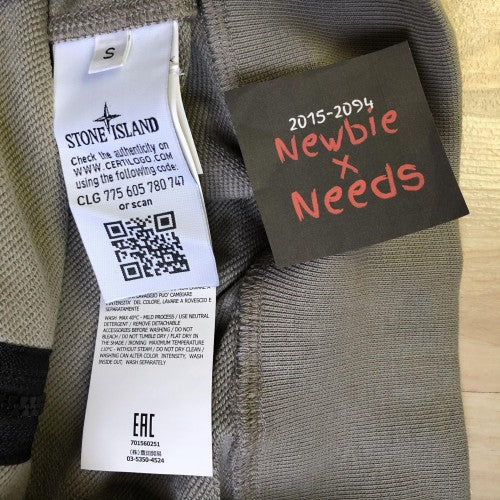 S
STONE ISLAND
Check the authenticity on
WWW.CERTILOGO.COM
using the following code:
CLG 775 605 780 747
or scan
LAVAGGIO PUO' CAMBIARE
L'INTENSITA' DEL COLORE, LAVARE A ROVESCIO E
SEPARATAMENTE
WASH MAX 40°C - MILD PROCESS / USE NEUTRAL
DETERGENT / REMOVE DETACHABLE
ACCESSORIES BEFORE WASHING / DO NOT
BLEACH / DO NOT TUMBLE DRY / FLAT DRY IN
THE SHADE / IRONING MAXIMUM TEMPERATURE
110°C - WITHOUT STEAM / DO NOT DRY CLEAN /
WASHING CAN ALTER COLOR INTENSITY, WASH
INSIDE OUT, WASH SEPARATELY
EAC
701560251
03-5350-4524
2015-2094
Newbie
x
Needs